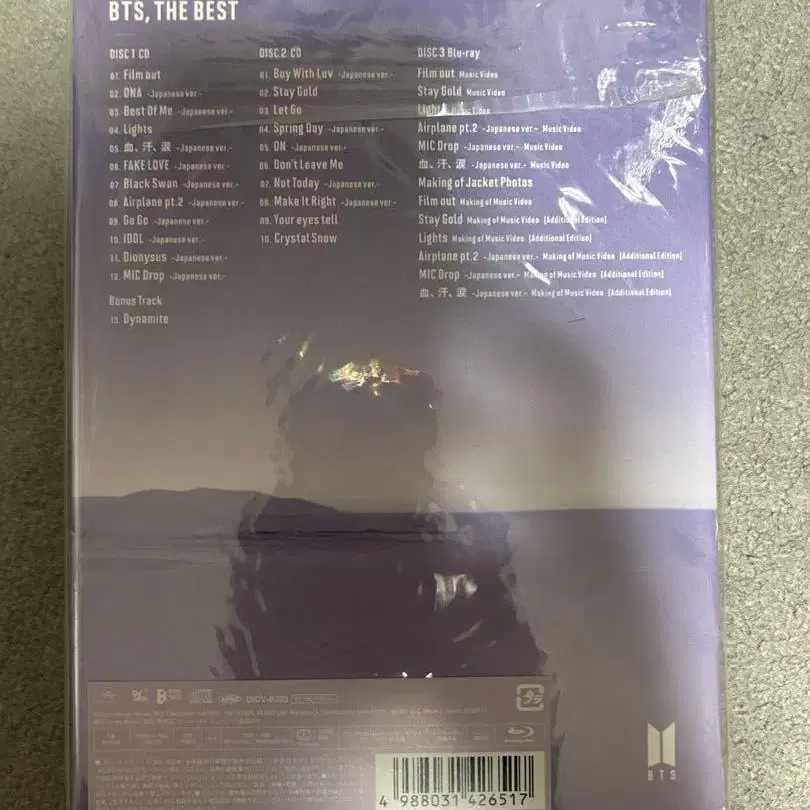 BTS, THE BEST
DISC 1 CD
01. Film out
02. DNA -Japanese ver.-
03. Best Of Me -Japanese ver.-
04. Lights
05. 血、汗、涙 -Japanese ver.-
06. FAKE LOVE -Japanese ver.-
07. Black Swan -Japanese ver.-
08. Airplane pt.2 -Japanese ver.-
09. Go Go -Japanese ver.-
10. IDOL -Japanese ver.-
11. Dionysus -Japanese ver.-
12. MIC Drop -Japanese ver.-
Bonus Track
13. Dynamite
DISC 2 CD
01. Boy With Luv -Japanese ver.-
02. Stay Gold
03. Let Go
04. Spring Day -Japanese ver.-
05. ON -Japanese ver.-
06. Don't Leave Me
07. Not Today -Japanese ver.-
08. Make It Right -Japanese ver.-
09. Your eyes tell
10. Crystal Snow
DISC 3 Blu-ray
Film out Music Video
Stay Gold Music Video
Lights Music Video
Airplane pt.2 -Japanese ver.- Music Video
MIC Drop -Japanese ver.- Music Video
血、汗、涙 -Japanese ver.- Music Video
Making of Jacket Photos
Film out Making of Music Video
Stay Gold Making of Music Video [Additional Edition]
Lights Making of Music Video [Additional Edition]
Airplane pt.2 -Japanese ver.- Making of Music Video [Additional Edition]
MIC Drop -Japanese ver.- Making of Music Video [Additional Edition]
血、汗、涙 -Japanese ver.- Making of Music Video [Additional Edition]
BTS
4 988031 426517